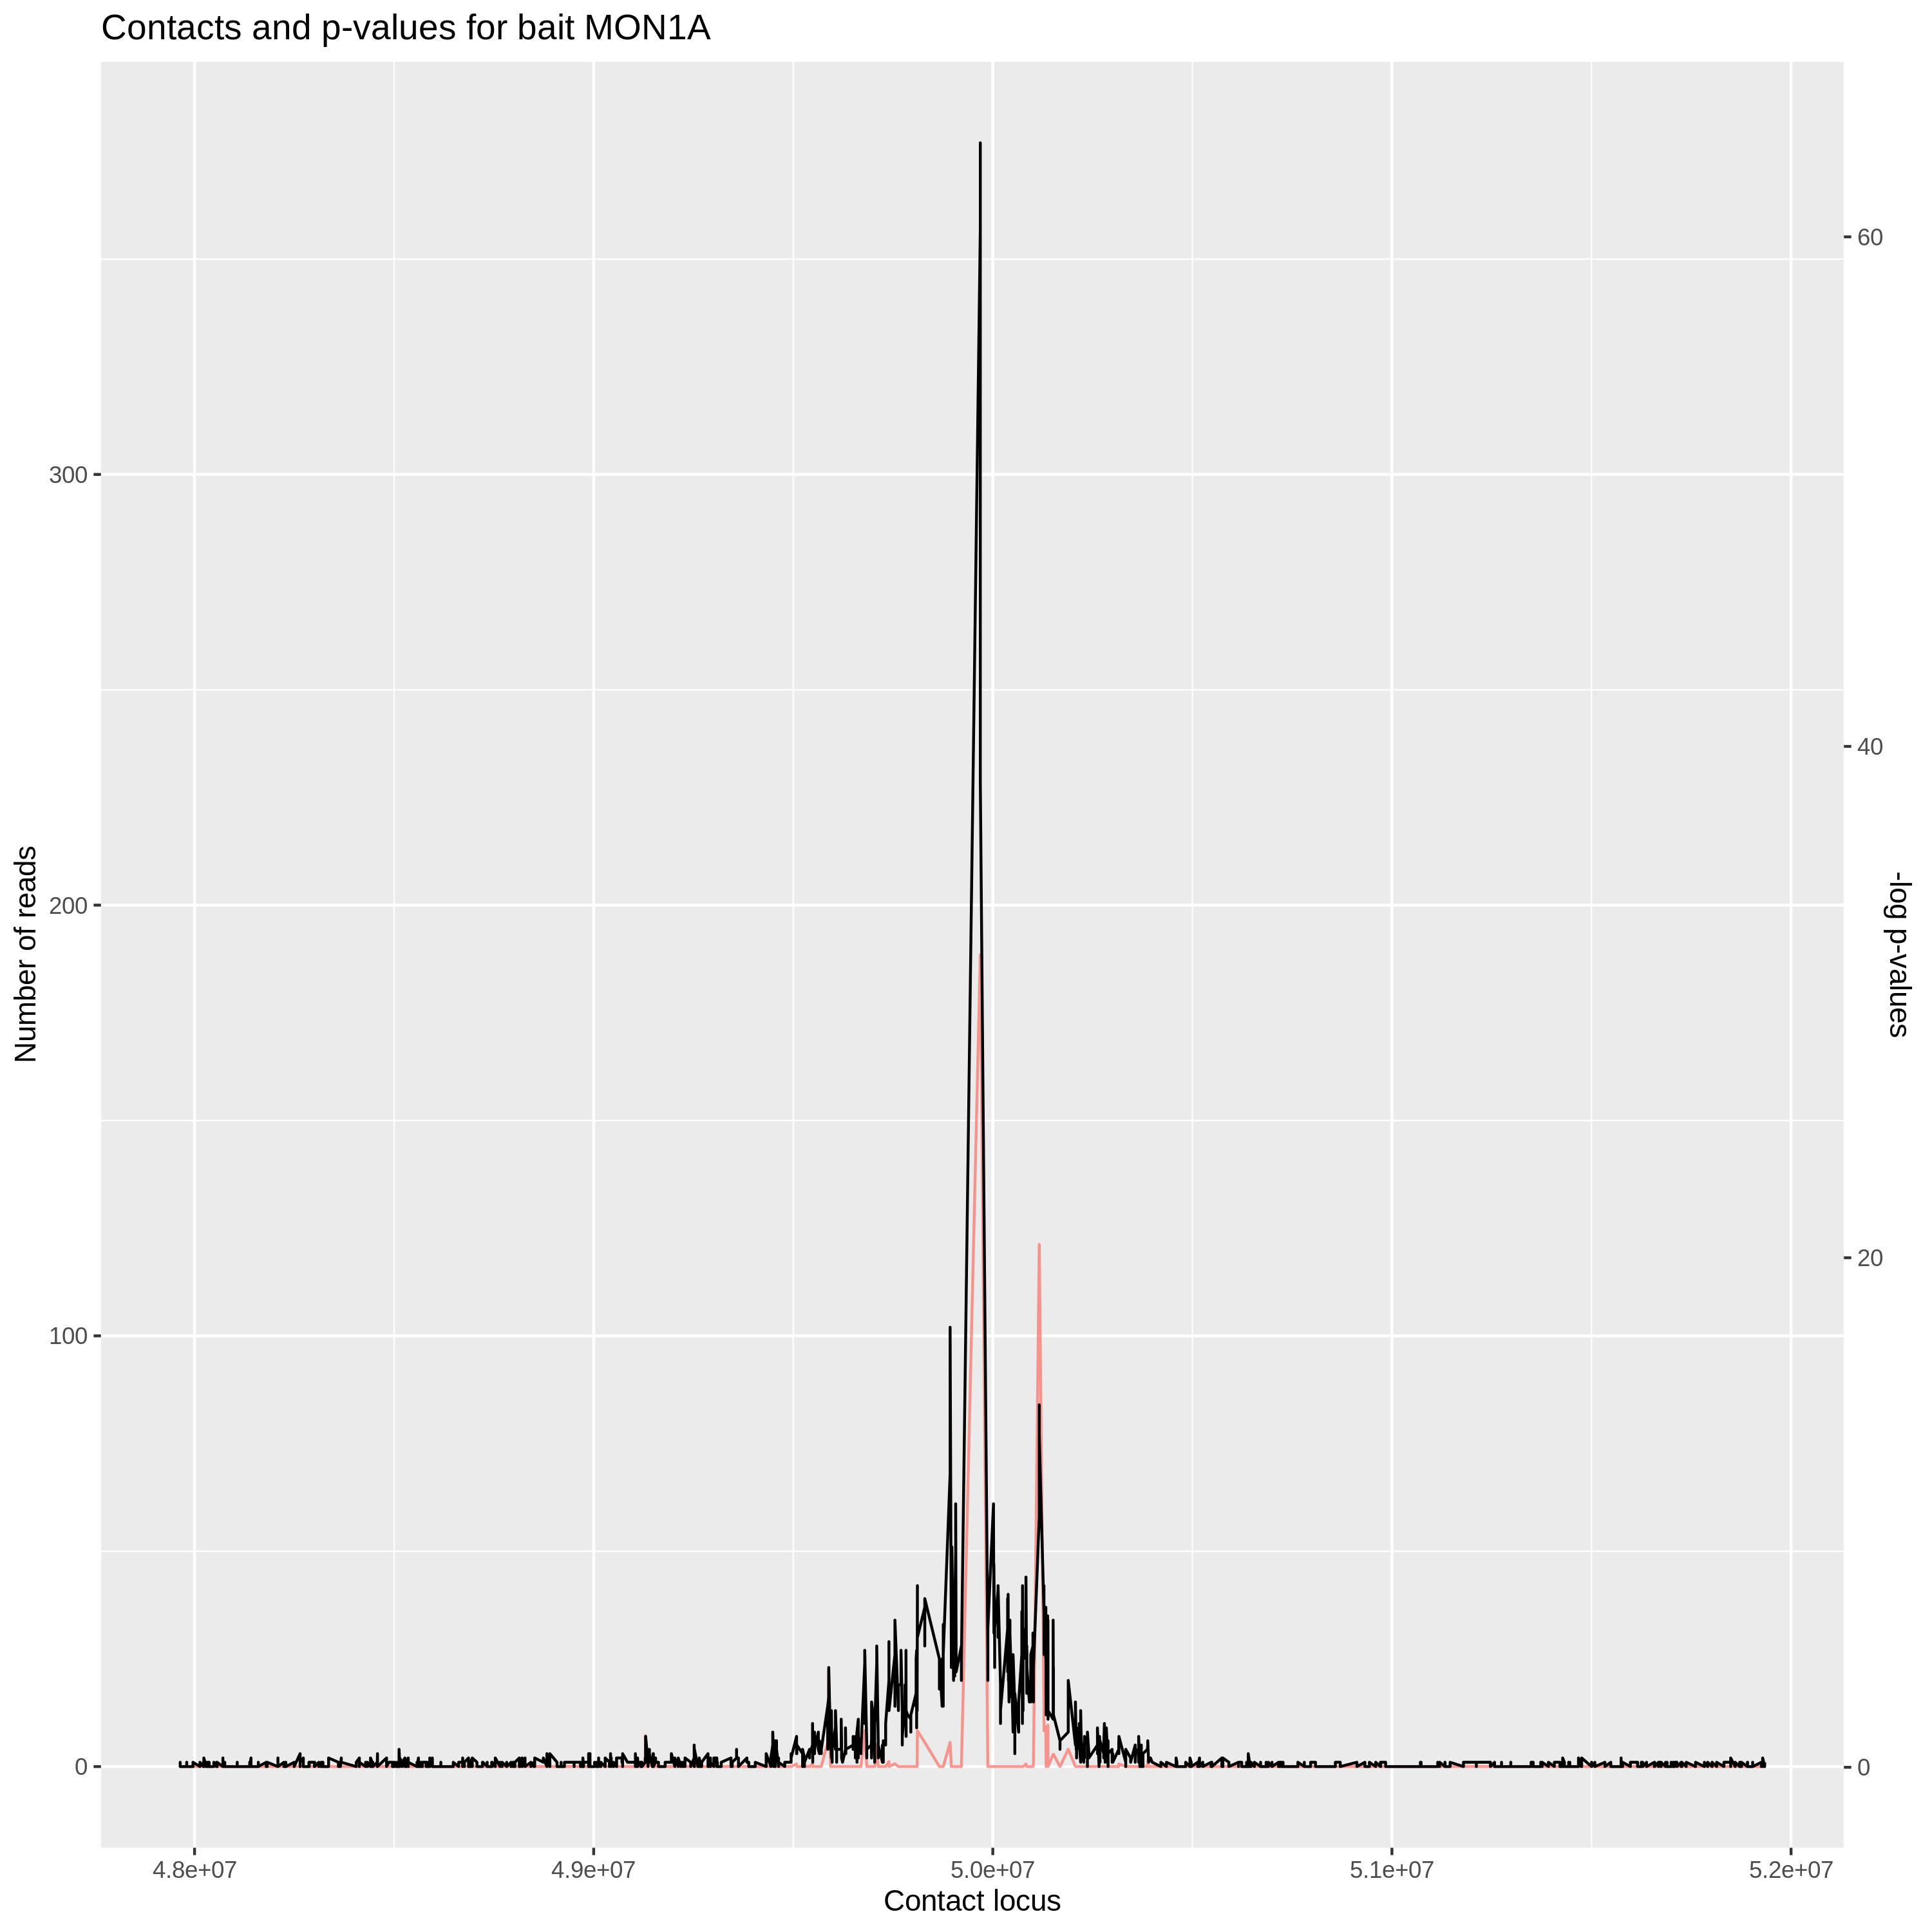 Contacts and p-values for bait MON1A
Number of reads
300
200
100
0
60
40
20
0
-log p-values
4.8e+07 4.9e+07 5.0e+07 5.1e+07 5.2e+07
Contact locus